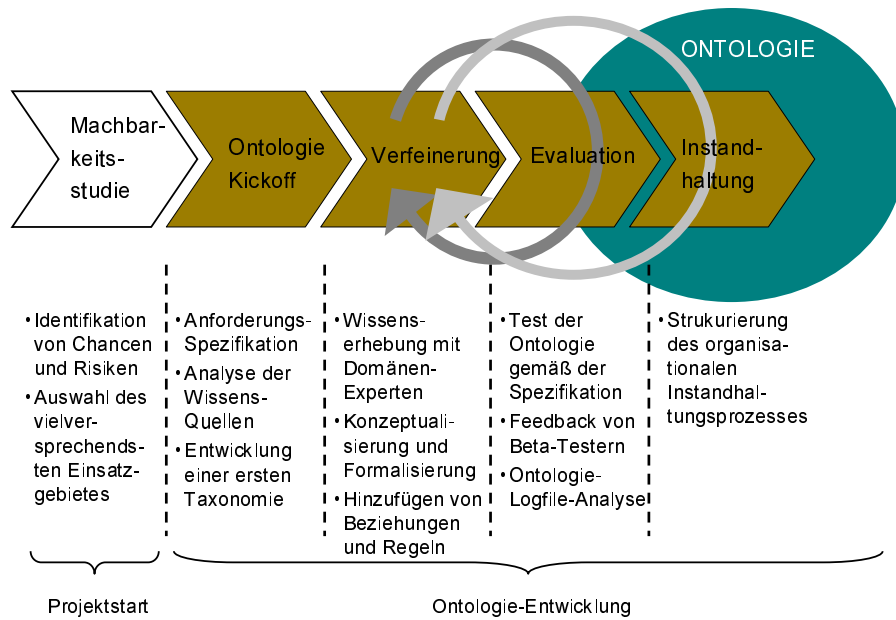 ONTOLOGIE
Machbar-
keits-
studie
Ontologie
Kickoff
Verfeinerung
Evaluation
Instand-
haltung
• Identifikation
von Chancen
und Risiken
• Auswahl des
vielver-
sprechends-
ten Einsatz-
gebietes
• Anforderungs-
Spezifikation
• Analyse der
Wissens-
Quellen
• Entwicklung
einer ersten
Taxonomie
• Wissens-
erhebung mit
Domänen-
Experten
• Konzeptuali-
sierung und
Formalisierung
• Hinzufügen von
Beziehungen
und Regeln
• Test der
Ontologie
gemäß der
Spezifikation
• Feedback von
Beta-Testern
• Ontologie-
Logfile-Analyse
• Strukurierung
des organisa-
tionalen
Instandhal-
tungsprozesses
Projektstart
Ontologie-Entwicklung